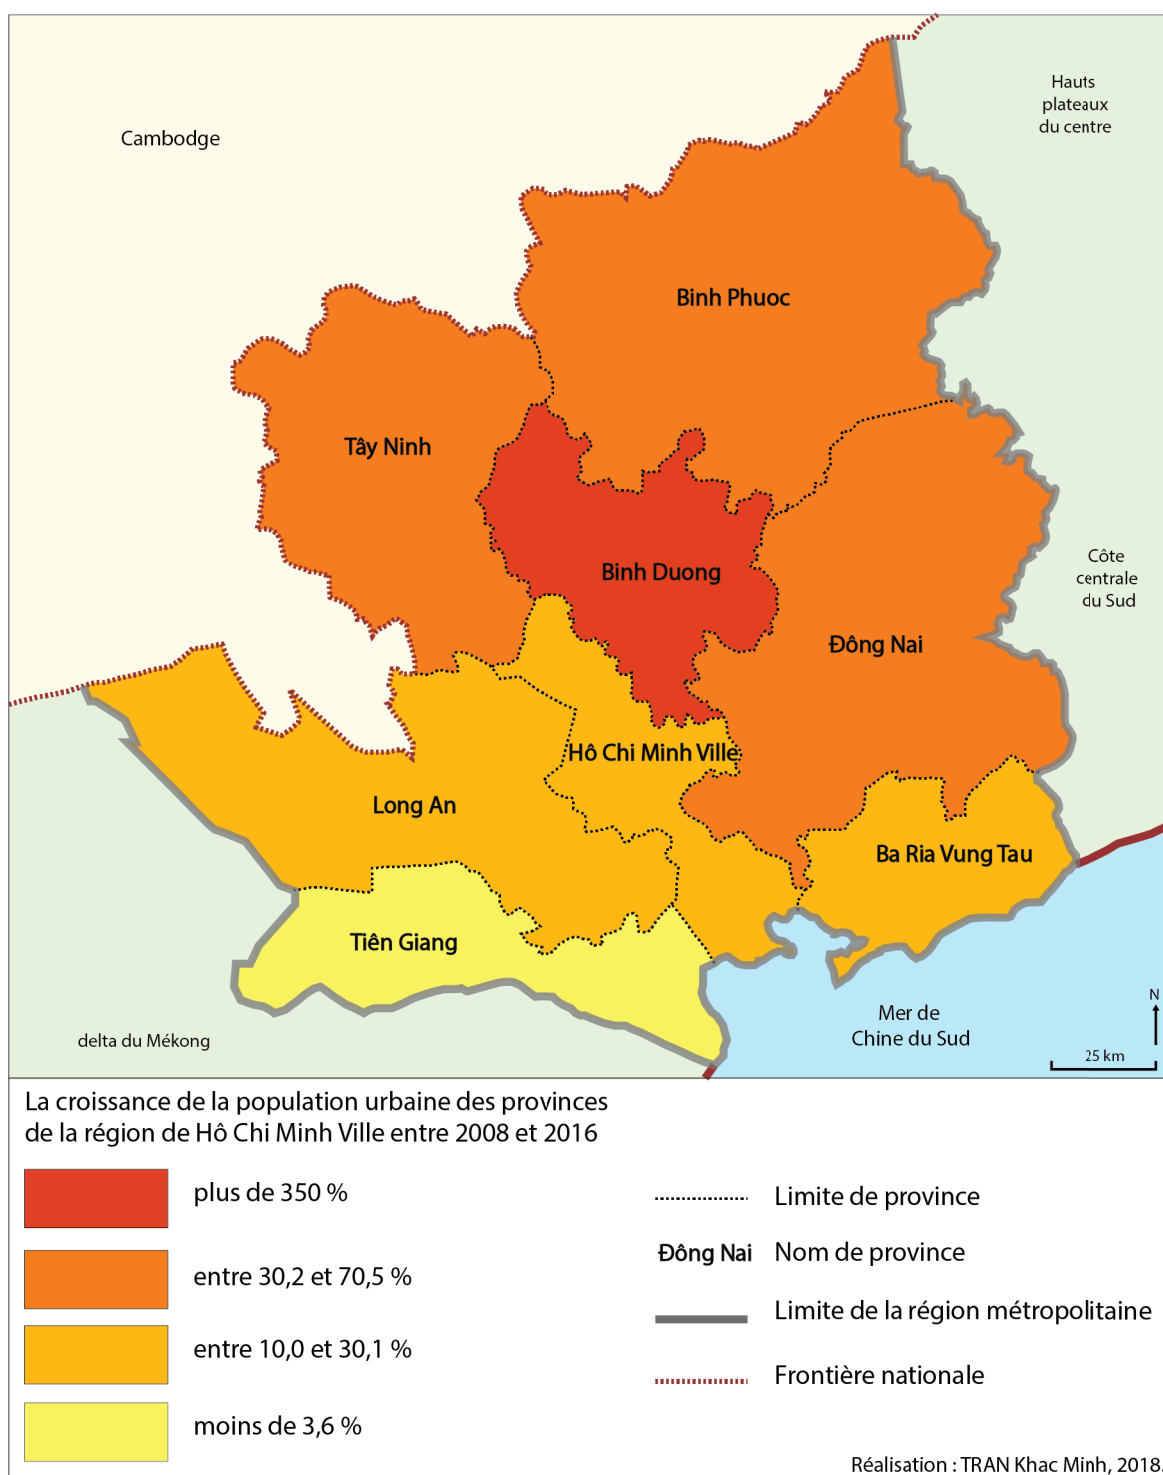 Hauts
plateaux
du centre
Cambodge
Binh Phuoc
Tây Ninh
Binh Duong
Côte
centrale
du Sud
Đông Nai
Hô Chi Minh Ville
Long An
Ba Ria Vung Tau
Tiên Giang
N
Mer de
Chine du Sud
delta du Mékong
25 km
La croissance de la population urbaine des provinces
de la région de Hô Chi Minh Ville entre 2008 et 2016
plus de 350 %
entre 30,2 et 70,5 %
entre 10,0 et 30,1 %
moins de 3,6 %
Limite de province
Đông Nai Nom de province
Limite de la région métropolitaine
Frontière nationale
Réalisation : TRAN Khac Minh, 2018.